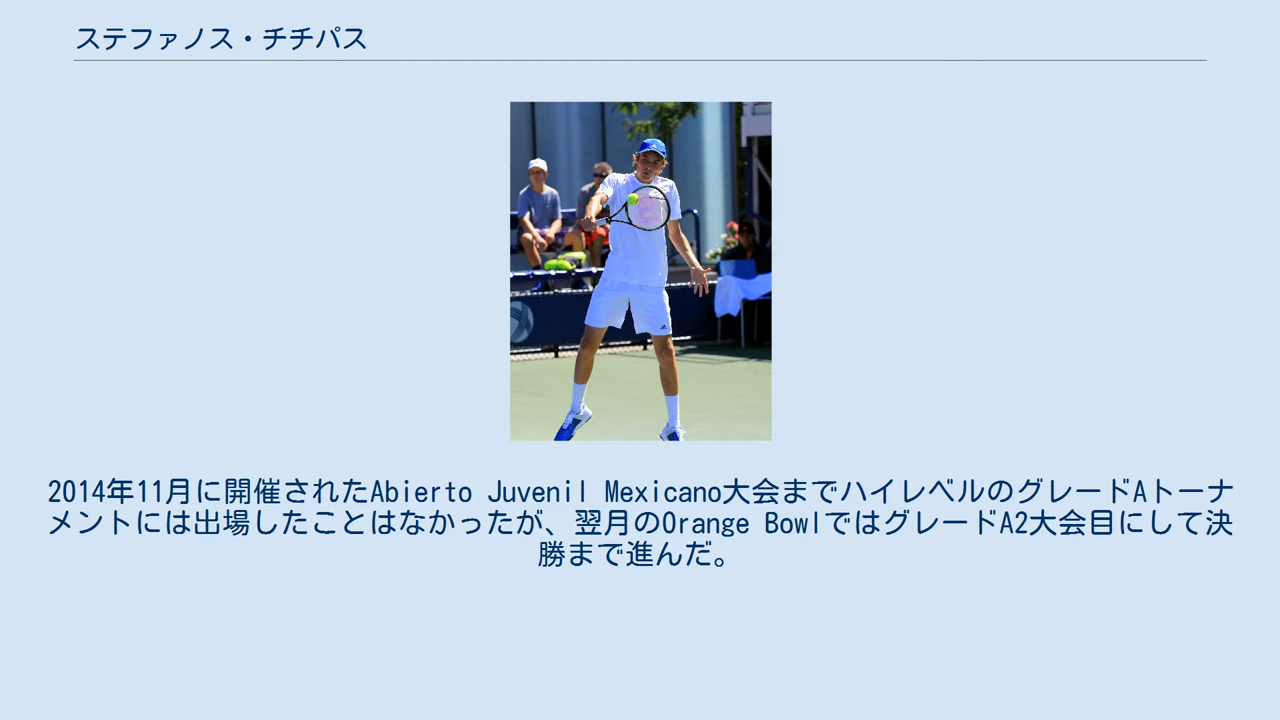 ステファノス・チチパス
2014年11月に開催されたAbierto Juvenil Mexicano大会までハイレベルのグレードAトーナ
メントには出場したことはなかったが、翌月のOrange BowlではグレードA2大会目にして決
勝まで進んだ。